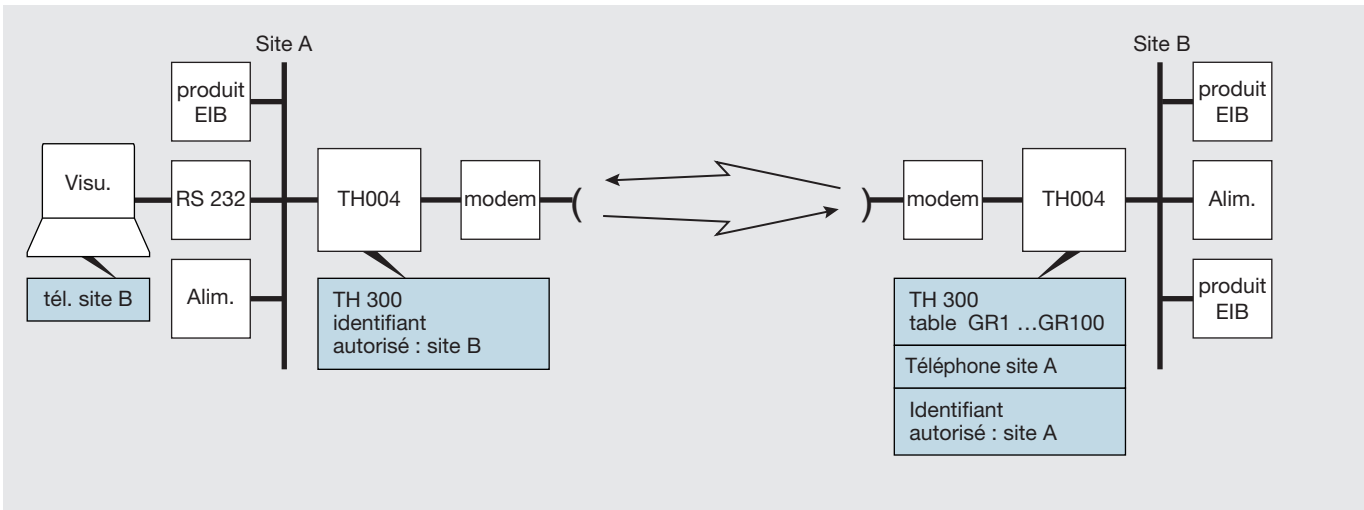 Site A
produit
EIB
Visu.
RS 232
TH004
modem
(
tél. site B
Alim.
TH 300
identifiant
autorisé : site B
Site B
produit
EIB
)
modem
TH004
Alim.
TH 300
table GR1 …GR100
Téléphone site A
Identifiant
autorisé : site A
produit
EIB